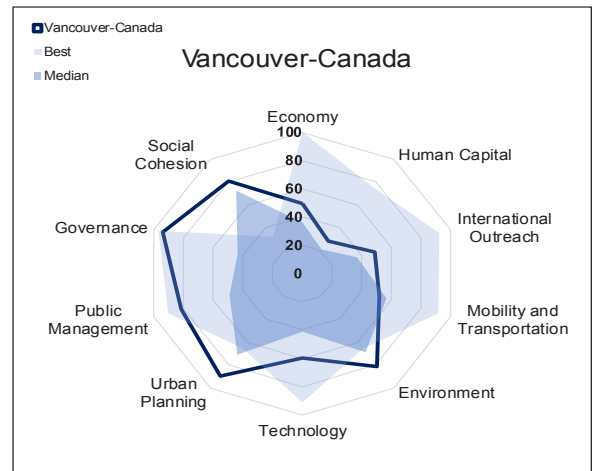 Vancouver-Canada
Best
Median
Vancouver-Canada
Economy
Human Capital
International
Outreach
Mobility and
Transportation
Environment
Technology
Urban
Planning
Public
Management
Governance
Social
Cohesion
100
80
60
40
20
0